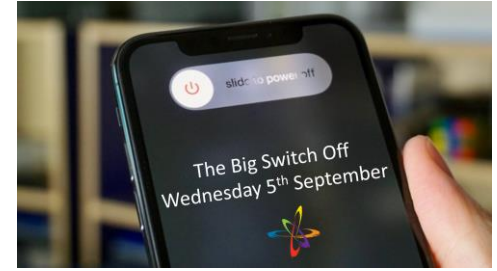 slide to power off
The Big Switch Off
Wednesday 5th September